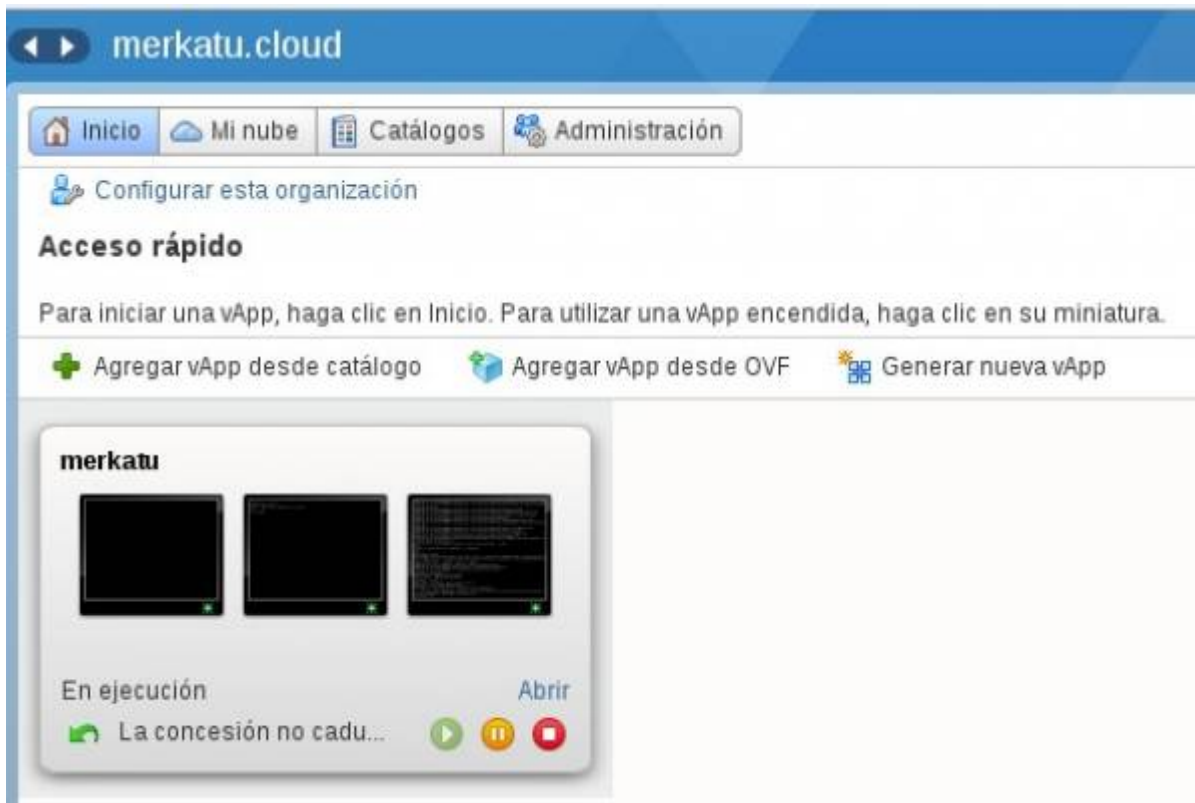 merkatu.cloud
Inicio Mi nube Catálogos Administración
Configurar esta organización
Acceso rápido
Para iniciar una vApp, haga clic en Inicio. Para utilizar una vApp encendida, haga clic en su miniatura.
Agregar vApp desde catálogo Agregar vApp desde OVF Generar nueva vApp
merkatu
En ejecución Abrir
La concesión no cadu...